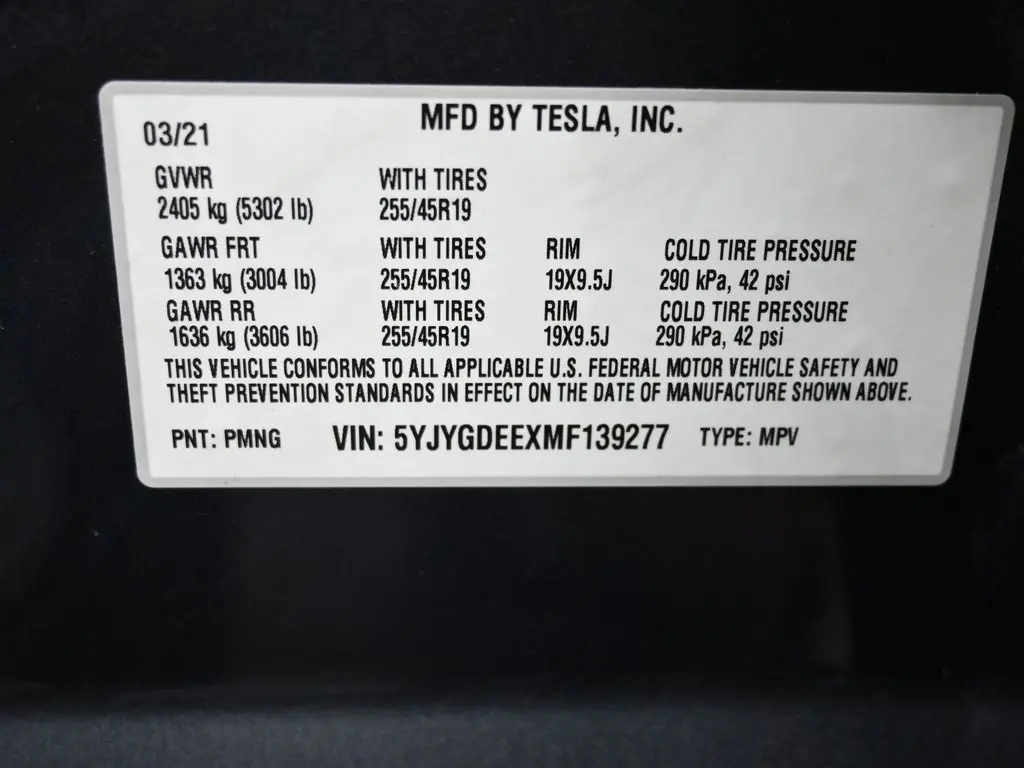 MFD BY TESLA, INC.
03/21
GVWR WITH TIRES
2405 kg (5302 lb) 255/45R19
GAWR FRT WITH TIRES RIM COLD TIRE PRESSURE
1363 kg (3004 lb) 255/45R19 19X9.5J 290 kPa, 42 psi
GAWR RR WITH TIRES RIM COLD TIRE PRESSURE
1636 kg (3606 lb) 255/45R19 19X9.5J 290 kPa, 42 psi
THIS VEHICLE CONFORMS TO ALL APPLICABLE U.S. FEDERAL MOTOR VEHICLE SAFETY AND
THEFT PREVENTION STANDARDS IN EFFECT ON THE DATE OF MANUFACTURE SHOWN ABOVE.
PNT: PMNG VIN: 5YJYGDEEXMF139277 TYPE: MPV